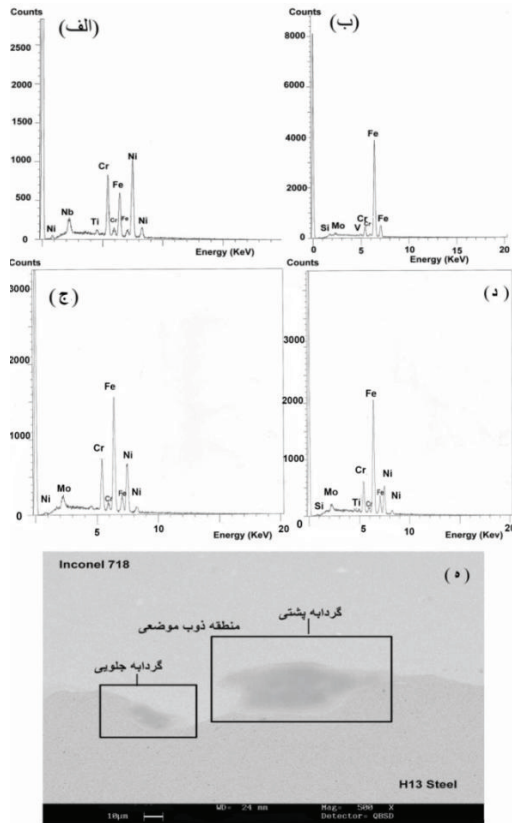 Counts
(الف)
2500
2000
1500
1000
500
0
Ni
Nb
Ti
Cr
Cr
Fe
Fe
Ni
Ni
Energy (KeV)
Counts
(ب)
8000
6000
4000
2000
0
Si
Mo
V
Cr
Cr
Fe
Fe
0 5 10 15 20
Energy (KeV)
Counts
(ج)
3000
2000
1000
0
Ni
Mo
Cr
Cr
Fe
Fe
Ni
Ni
0 5 10 20
Energy (KeV)
Counts
(د)
3000
2000
1000
0
Si
Mo
Ti
Cr
Cr
Fe
Fe
Ni
Ni
0 5 10 20
Energy (Kev)
Inconel 718
(ه)
گردابه پشتی
منطقه ذوب موضعی
گردابه جلویی
H13 Steel
10µm
WD= 24 mm
Mag= 500 X
Detector= QBSD